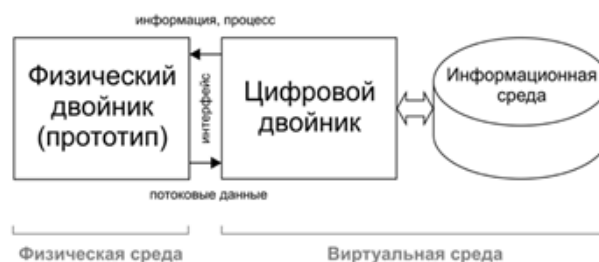 информация, процесс
Физический
двойник
(прототип)
интерфейс
Цифровой
двойник
Информационная
среда
потоковые данные
Физическая среда
Виртуальная среда